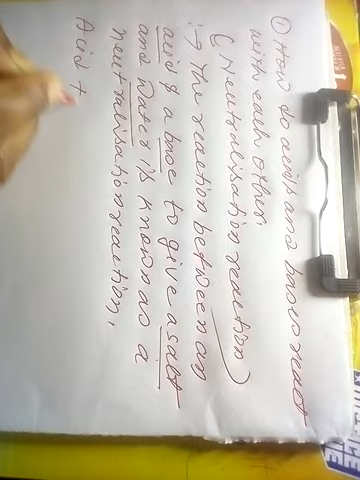 ① How do acids and bases react
with each other.
(Neutralisation reaction)
:→ The reaction between an
acid & a base to give a salt
and water is known as a
neutralisation reaction,
Acid +